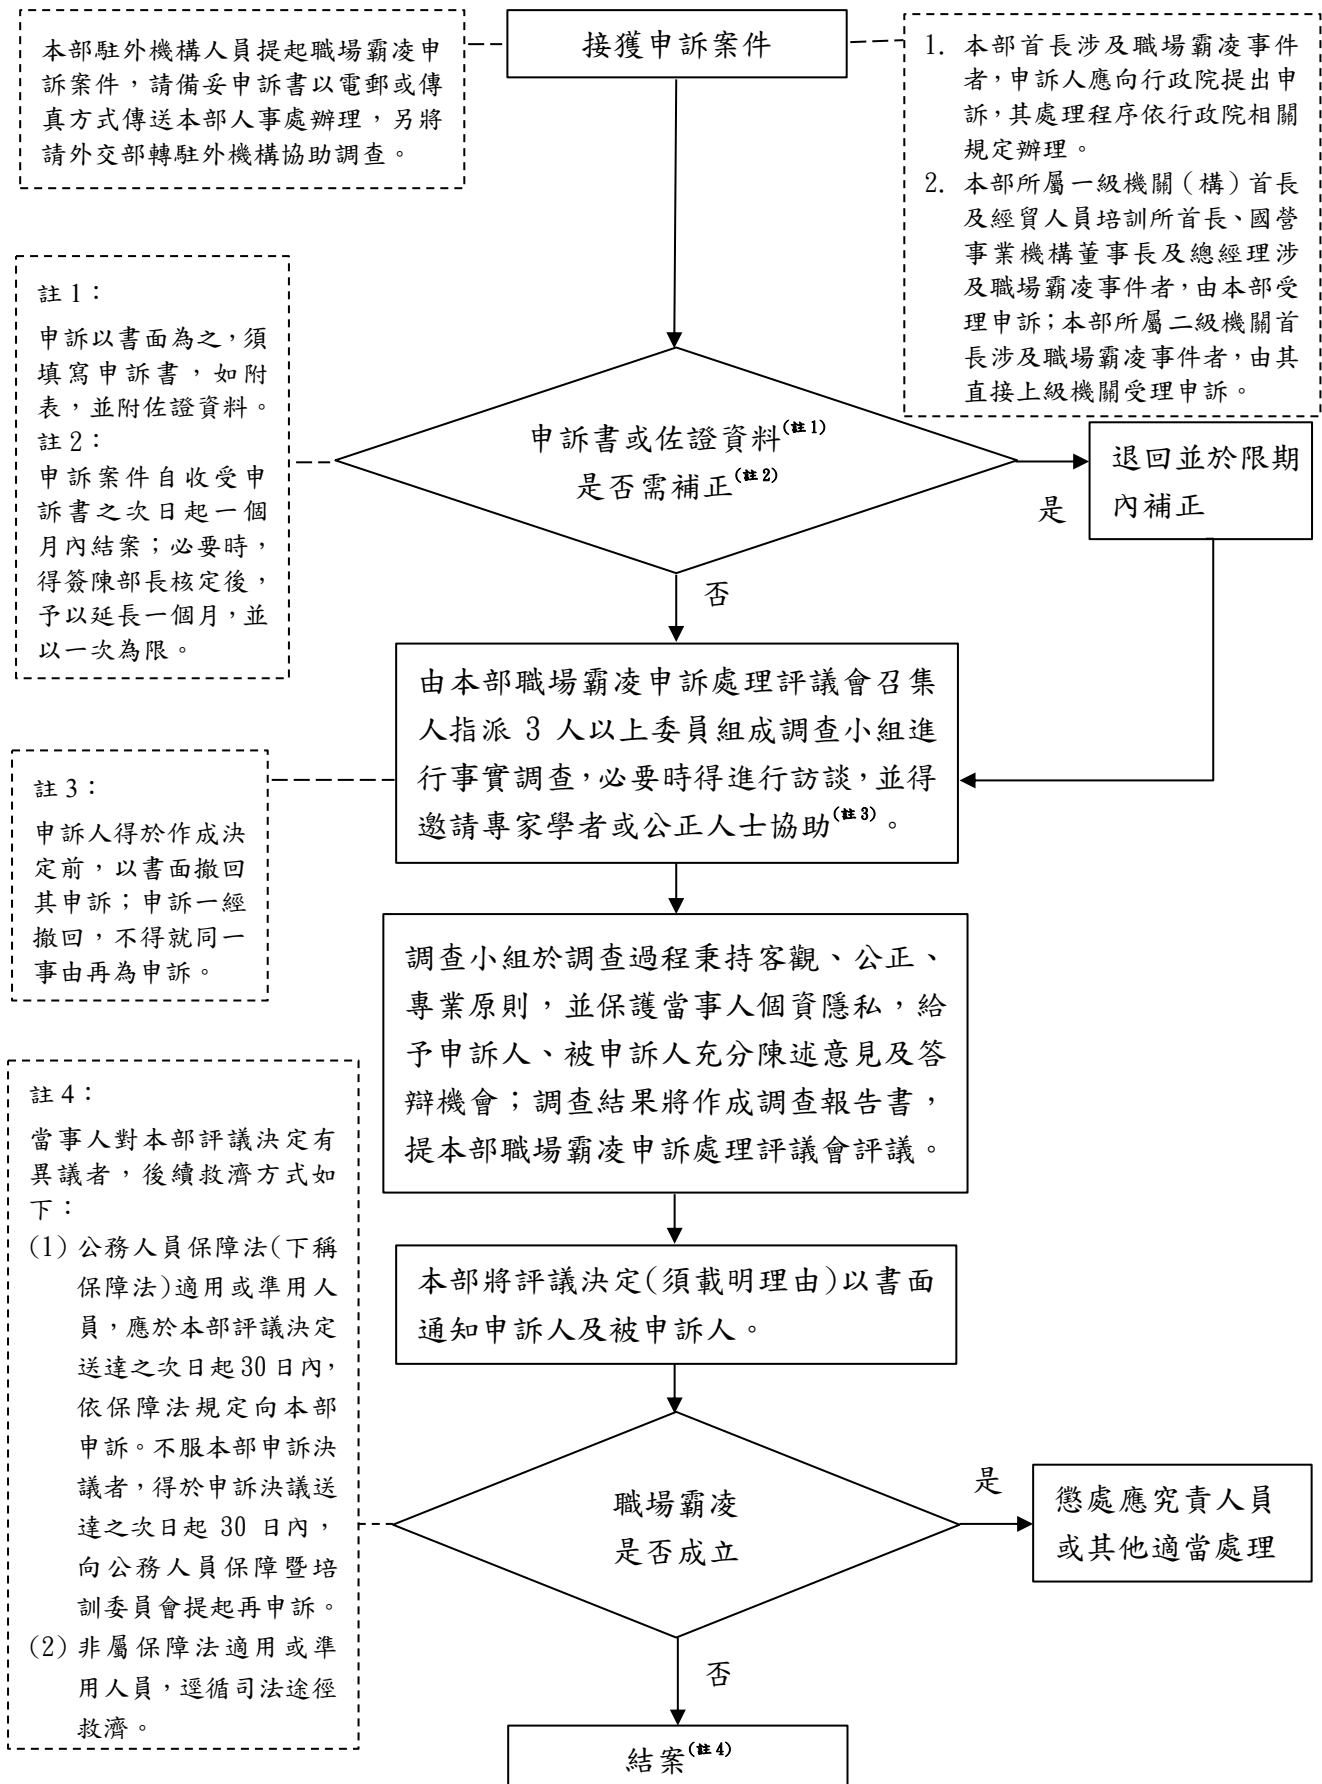 接獲申訴案件
本部駐外機構人員提起職場霸凌申
訴案件，請備妥申訴書以電郵或傳
真方式傳送本部人事處辦理，另將
請外交部轉駐外機構協助調查。
1. 本部首長涉及職場霸凌事件
者，申訴人應向行政院提出申
訴，其處理程序依行政院相關
規定辦理。
2. 本部所屬一級機關（構）首長
及經貿人員培訓所首長、國營
事業機構董事長及總經理涉
及職場霸凌事件者，由本部受
理申訴；本部所屬二級機關首
長涉及職場霸凌事件者，由其
直接上級機關受理申訴。
註 1：
申訴以書面為之，須
填寫申訴書，如附
表，並附佐證資料。
註 2：
申訴案件自收受申
訴書之次日起一個
月內結案；必要時，
得簽陳部長核定後，
予以延長一個月，並
以一次為限。
申訴書或佐證資料(註 1)
是否需補正(註 2)
是
退回並於限期
內補正
否
由本部職場霸凌申訴處理評議會召集
人指派 3 人以上委員組成調查小組進
行事實調查，必要時得進行訪談，並得
邀請專家學者或公正人士協助(註 3)。
註 3：
申訴人得於作成決
定前，以書面撤回
其申訴；申訴一經
撤回，不得就同一
事由再為申訴。
調查小組於調查過程秉持客觀、公正、
專業原則，並保護當事人個資隱私，給
予申訴人、被申訴人充分陳述意見及答
辯機會；調查結果將作成調查報告書，
提本部職場霸凌申訴處理評議會評議。
本部將評議決定(須載明理由)以書面
通知申訴人及被申訴人。
註 4：
當事人對本部評議決定有
異議者，後續救濟方式如
下：
(1) 公務人員保障法(下稱
保障法)適用或準用人
員，應於本部評議決定
送達之次日起 30 日內，
依保障法規定向本部
申訴。不服本部申訴決
議者，得於申訴決議送
達之次日起 30 日內，
向公務人員保障暨培
訓委員會提起再申訴。
(2) 非屬保障法適用或準
用人員，逕循司法途徑
救濟。
職場霸凌
是否成立
是
懲處應究責人員
或其他適當處理
否
結案(註 4)